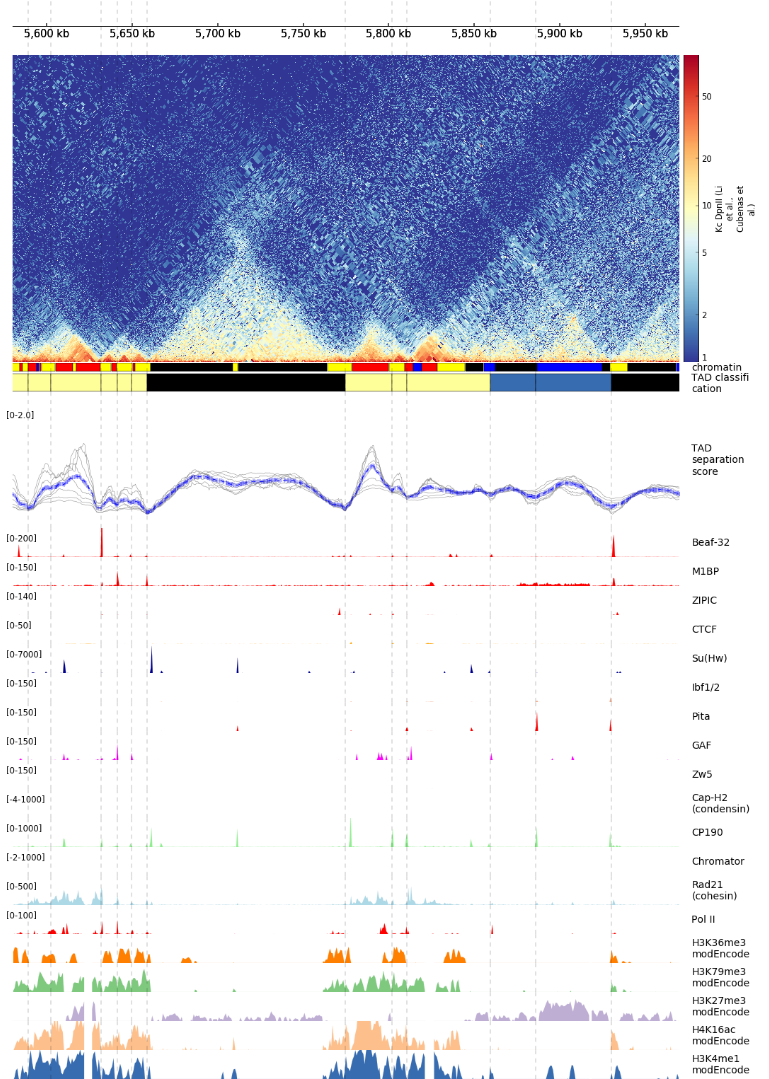 5,600 kb 5,650 kb 5,700 kb 5,750 kb 5,800 kb 5,850 kb 5,900 kb 5,950 kb
50
20
10
5
2
1
Kc DpnII (Li
et al.,
Cubenas et
al.)
chromatin
TAD classifi
cation
[0-2.0]
TAD
separation
score
[0-200]
Beaf-32
[0-150]
M1BP
[0-140]
ZIPIC
[0-50]
CTCF
[0-7000]
Su(Hw)
[0-150]
Ibf1/2
[0-150]
Pita
[0-150]
GAF
[0-150]
Zw5
[-4-1000]
Cap-H2
(condensin)
[0-1000]
CP190
[-2-1000]
Chromator
[0-500]
Rad21
(cohesin)
[0-100]
Pol II
H3K36me3
modEncode
H3K79me3
modEncode
H3K27me3
modEncode
H4K16ac
modEncode
H3K4me1
modEncode